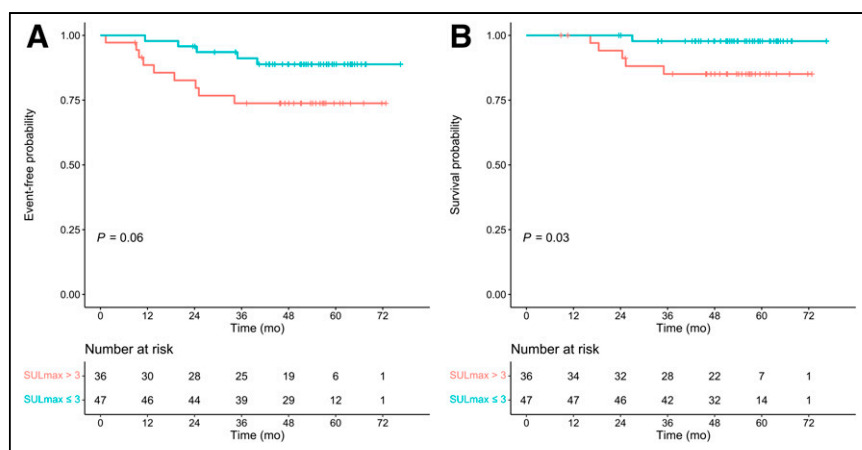 A
Event-free probability
1.00
0.75
0.50
0.25
0.00
P = 0.06
0 12 24 36 48 60 72
Time (mo)
Number at risk
SULmax > 3 36 30 28 25 19 6 1
SULmax ≤ 3 47 46 44 39 29 12 1
0 12 24 36 48 60 72
Time (mo)
B
Survival probability
1.00
0.75
0.50
0.25
0.00
P = 0.03
0 12 24 36 48 60 72
Time (mo)
Number at risk
SULmax > 3 36 34 32 28 22 7 1
SULmax ≤ 3 47 47 46 42 32 14 1
0 12 24 36 48 60 72
Time (mo)